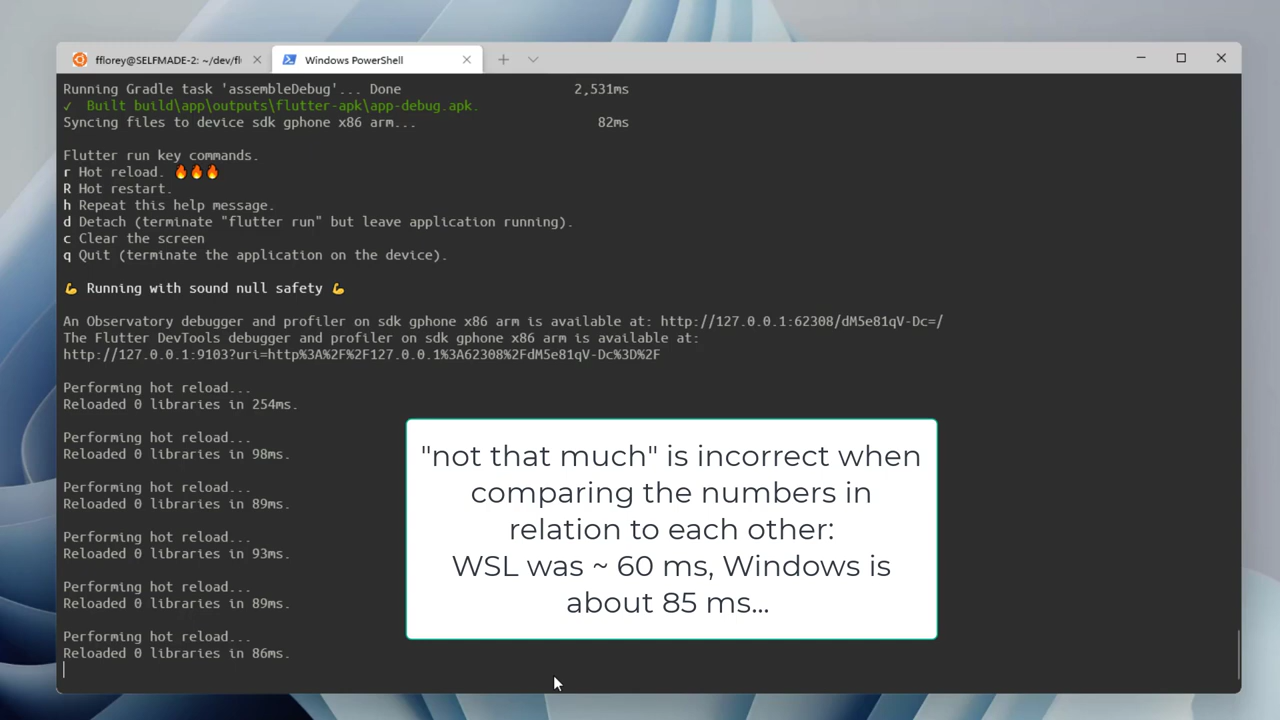 fflorey@SELFMADE-2: ~/dev/fl
Windows PowerShell
Running Gradle task 'assembleDebug'... Done 2,531ms
✓ Built build\app\outputs\flutter-apk\app-debug.apk.
Syncing files to device sdk gphone x86 arm... 82ms
Flutter run key commands.
r Hot reload. 🔥🔥🔥
R Hot restart.
h Repeat this help message.
d Detach (terminate "flutter run" but leave application running).
c Clear the screen
q Quit (terminate the application on the device).
💪 Running with sound null safety 💪
An Observatory debugger and profiler on sdk gphone x86 arm is available at: http://127.0.0.1:62308/dM5e81qV-Dc=/
The Flutter DevTools debugger and profiler on sdk gphone x86 arm is available at:
http://127.0.0.1:9103?uri=http%3A%2F%2F127.0.0.1%3A62308%2FdM5e81qV-Dc%3D%2F
Performing hot reload...
Reloaded 0 libraries in 254ms.
Performing hot reload...
Reloaded 0 libraries in 98ms.
Performing hot reload...
Reloaded 0 libraries in 89ms.
Performing hot reload...
Reloaded 0 libraries in 93ms.
Performing hot reload...
Reloaded 0 libraries in 89ms.
Performing hot reload...
Reloaded 0 libraries in 86ms.
"not that much" is incorrect when
comparing the numbers in
relation to each other:
WSL was ~ 60 ms, Windows is
about 85 ms...